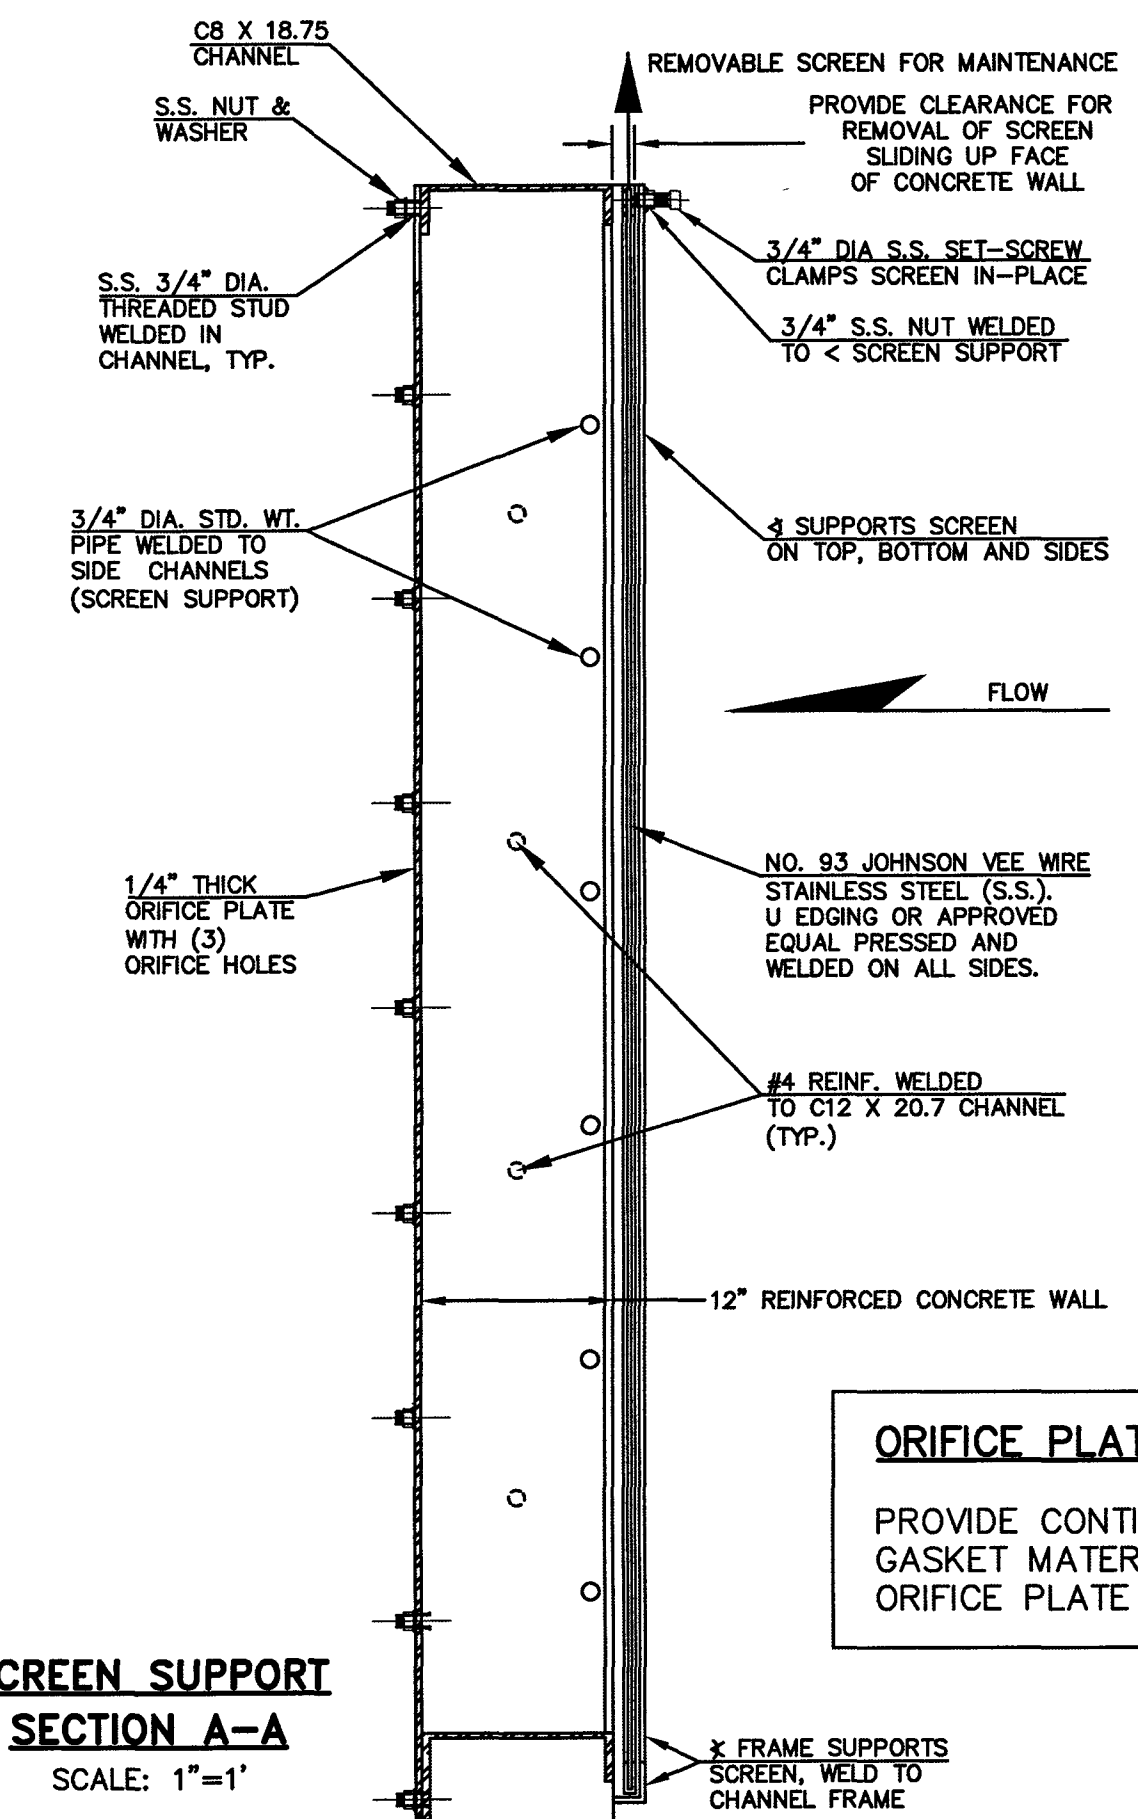 C8 X 18.75
CHANNEL
S.S. NUT &
WASHER
S.S. 3/4" DIA.
THREADED STUD
WELDED IN
CHANNEL, TYP.
REMOVABLE SCREEN FOR MAINTENANCE
PROVIDE CLEARANCE FOR
REMOVAL OF SCREEN
SLIDING UP FACE
OF CONCRETE WALL
3/4" DIA S.S. SET-SCREW
CLAMPS SCREEN IN-PLACE
3/4" S.S. NUT WELDED
TO < SCREEN SUPPORT
3/4" DIA. STD. WT.
PIPE WELDED TO
SIDE CHANNELS
(SCREEN SUPPORT)
SUPPORTS SCREEN
ON TOP, BOTTOM AND SIDES
FLOW
1/4" THICK
ORIFICE PLATE
WITH (3)
ORIFICE HOLES
NO. 93 JOHNSON VEE WIRE
STAINLESS STEEL (S.S.).
U EDGING OR APPROVED
EQUAL PRESSED AND
WELDED ON ALL SIDES.
#4 REINF. WELDED
TO C12 X 20.7 CHANNEL
(TYP.)
12" REINFORCED CONCRETE WALL
ORIFICE PLAT
PROVIDE CONTI
GASKET MATER
ORIFICE PLATE
CREEN SUPPORT
SECTION A-A
SCALE: 1"=1'
FRAME SUPPORTS
SCREEN, WELD TO
CHANNEL FRAME